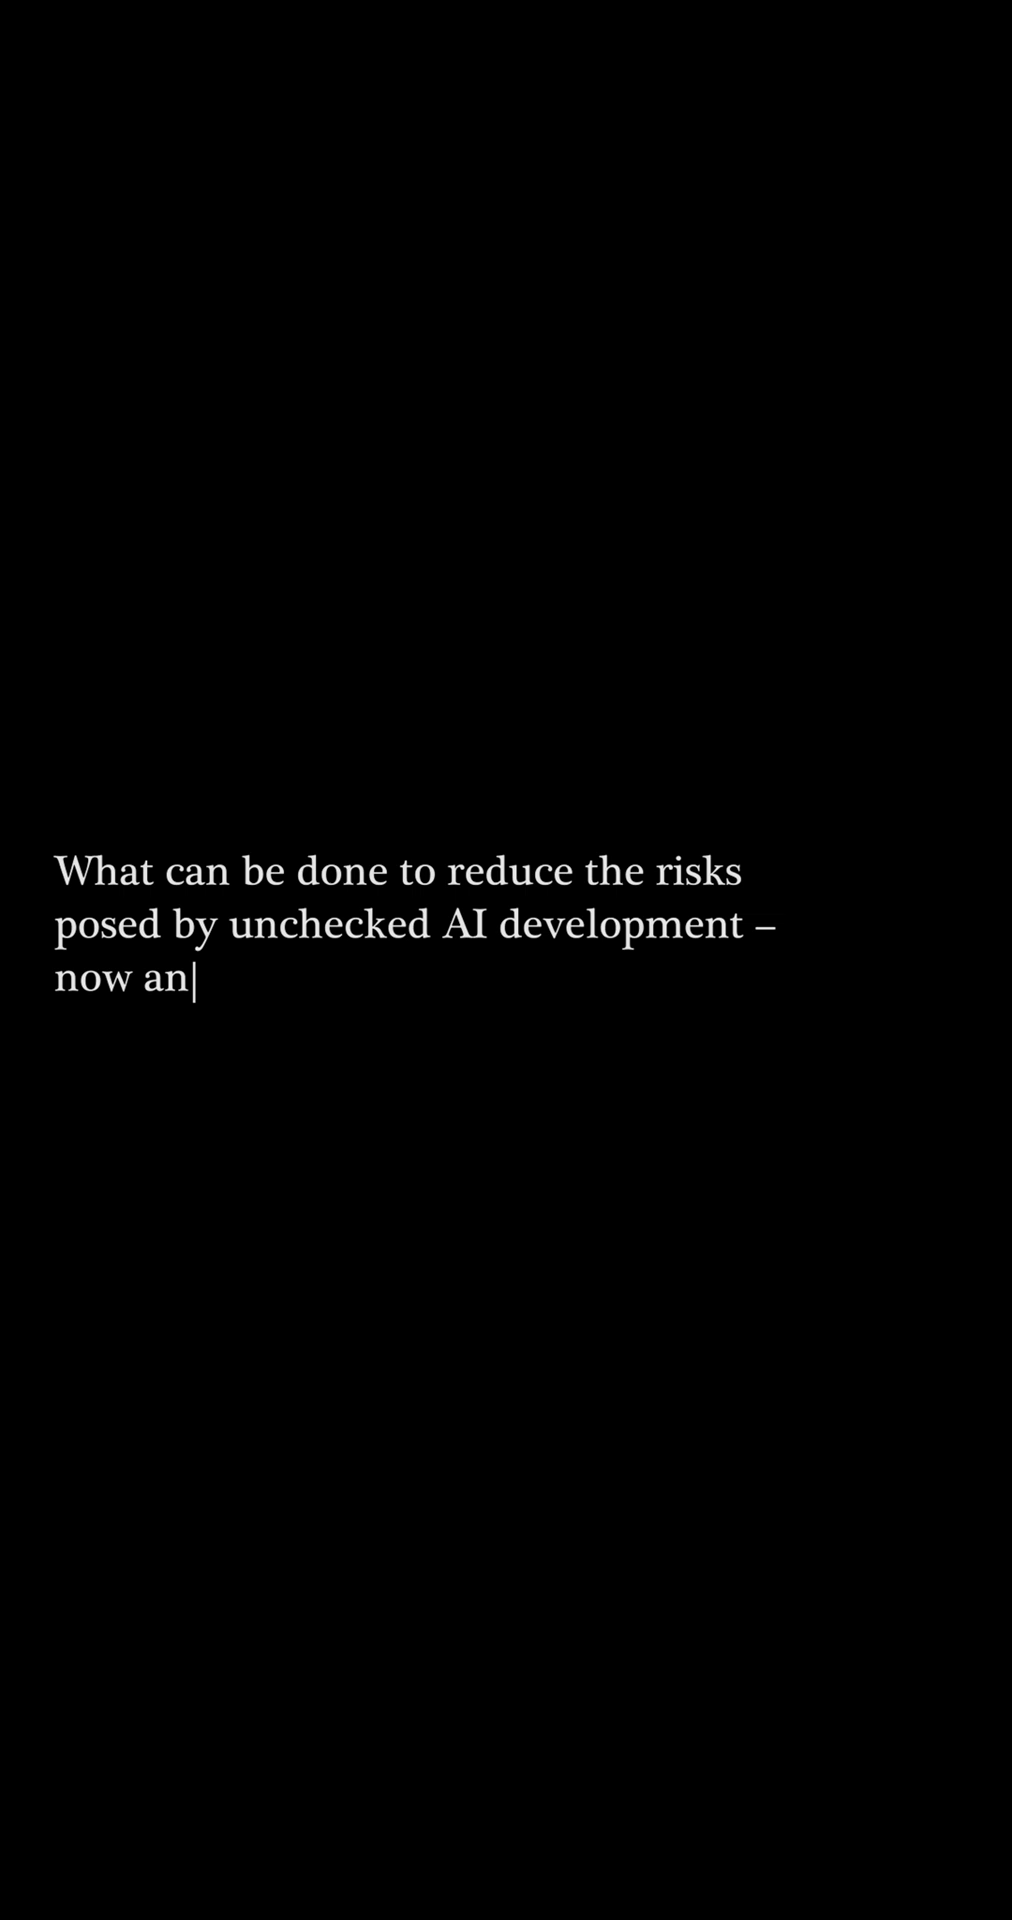 What can be done to reduce the risks
posed by unchecked AI development –
now an|